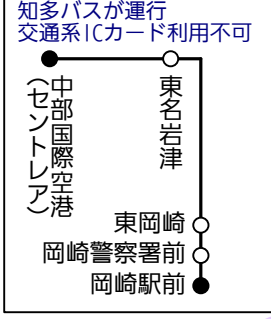 知多バスが運行
交通系ICカード利用不可
中部国際空港
(セントレア)
東名岩津
東岡崎
岡崎警察署前
岡崎駅前